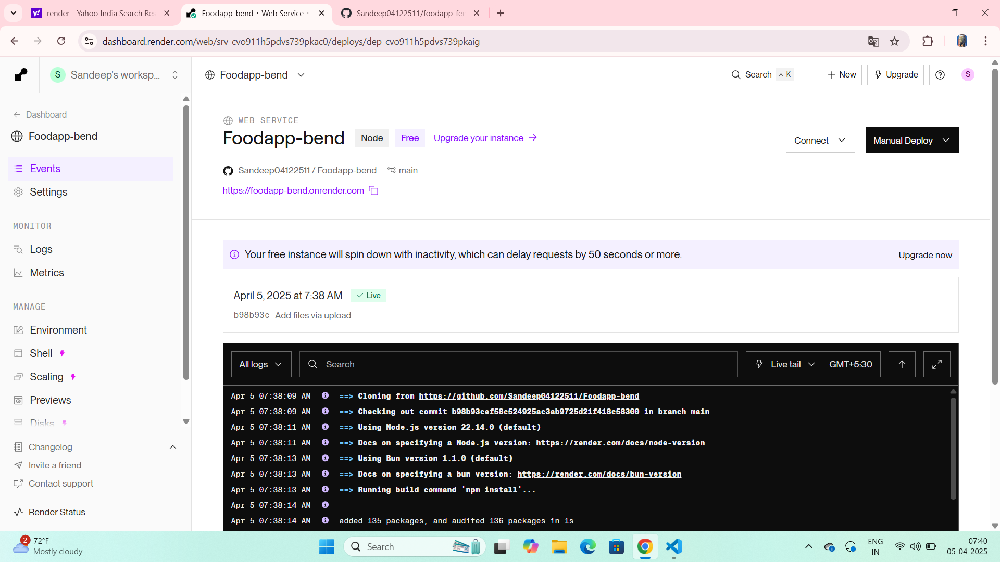 render - Yahoo India Search Res
Foodapp-bend · Web Service ·
Sandeep04122511/foodapp-fer
dashboard.render.com/web/srv-cvo911h5pdvs739pkac0/deploys/dep-cvo911h5pdvs739pkaig
S
Sandeep's worksp...
Foodapp-bend
Search
K
New
Upgrade
S
Dashboard
Foodapp-bend
Events
Settings
MONITOR
Logs
Metrics
MANAGE
Environment
Shell
Scaling
Previews
Disks
Changelog
Invite a friend
Contact support
Render Status
WEB SERVICE
Foodapp-bend
Node
Free
Upgrade your instance
Connect
Manual Deploy
Sandeep04122511 / Foodapp-bend
main
https://foodapp-bend.onrender.com
Your free instance will spin down with inactivity, which can delay requests by 50 seconds or more.
Upgrade now
April 5, 2025 at 7:38 AM
Live
b98b93c Add files via upload
All logs
Search
Live tail
GMT+5:30
Apr 5 07:38:09 AM ==> Cloning from https://github.com/Sandeep04122511/Foodapp-bend
Apr 5 07:38:09 AM ==> Checking out commit b98b93cef58c524925ac3ab9725d21f418c58300 in branch main
Apr 5 07:38:11 AM ==> Using Node.js version 22.14.0 (default)
Apr 5 07:38:11 AM ==> Docs on specifying a Node.js version: https://render.com/docs/node-version
Apr 5 07:38:13 AM ==> Using Bun version 1.1.0 (default)
Apr 5 07:38:13 AM ==> Docs on specifying a bun version: https://render.com/docs/bun-version
Apr 5 07:38:13 AM ==> Running build command 'npm install'...
Apr 5 07:38:14 AM
Apr 5 07:38:14 AM added 135 packages, and audited 136 packages in 1s
2
72°F
Mostly cloudy
Search
ENG
IN
07:40
05-04-2025